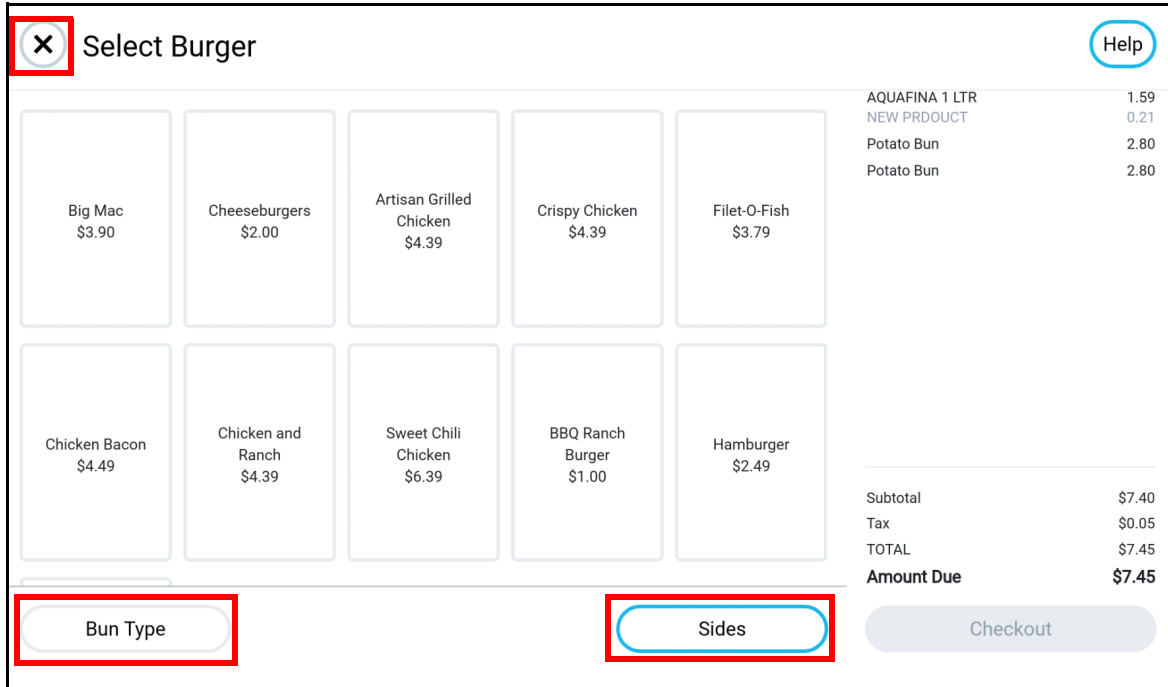 Select Burger
Help
Big Mac
$3.90
Cheeseburgers
$2.00
Artisan Grilled
Chicken
$4.39
Crispy Chicken
$4.39
Filet-O-Fish
$3.79
Chicken Bacon
$4.49
Chicken and
Ranch
$4.39
Sweet Chili
Chicken
$6.39
BBQ Ranch
Burger
$1.00
Hamburger
$2.49
Bun Type
Sides
AQUAFINA 1 LTR 1.59
NEW PRDOUCT 0.21
Potato Bun 2.80
Potato Bun 2.80
Subtotal $7.40
Tax $0.05
TOTAL $7.45
Amount Due $7.45
Checkout